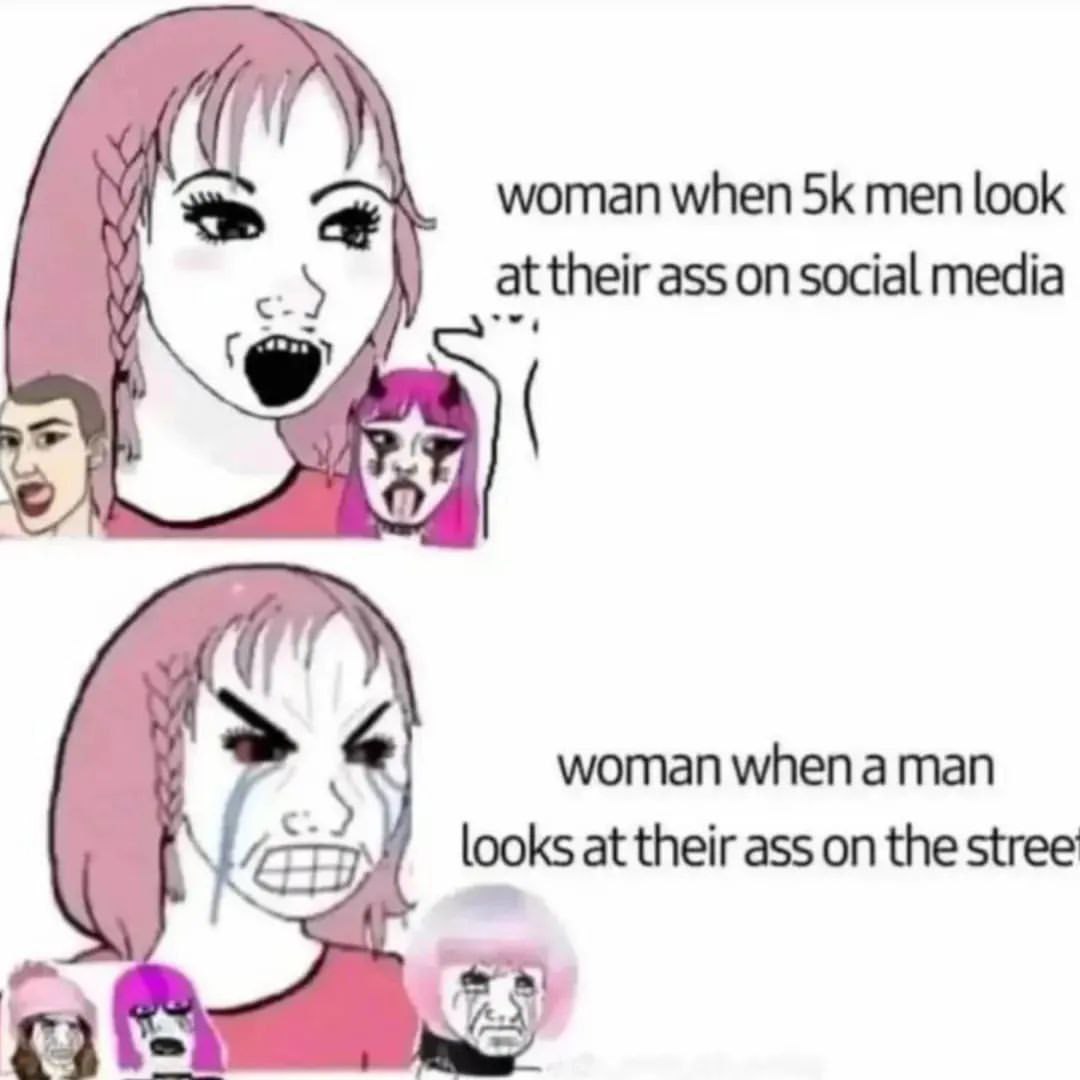 woman when 5k men look
at their ass on social media
woman when a man
looks at their ass on the street